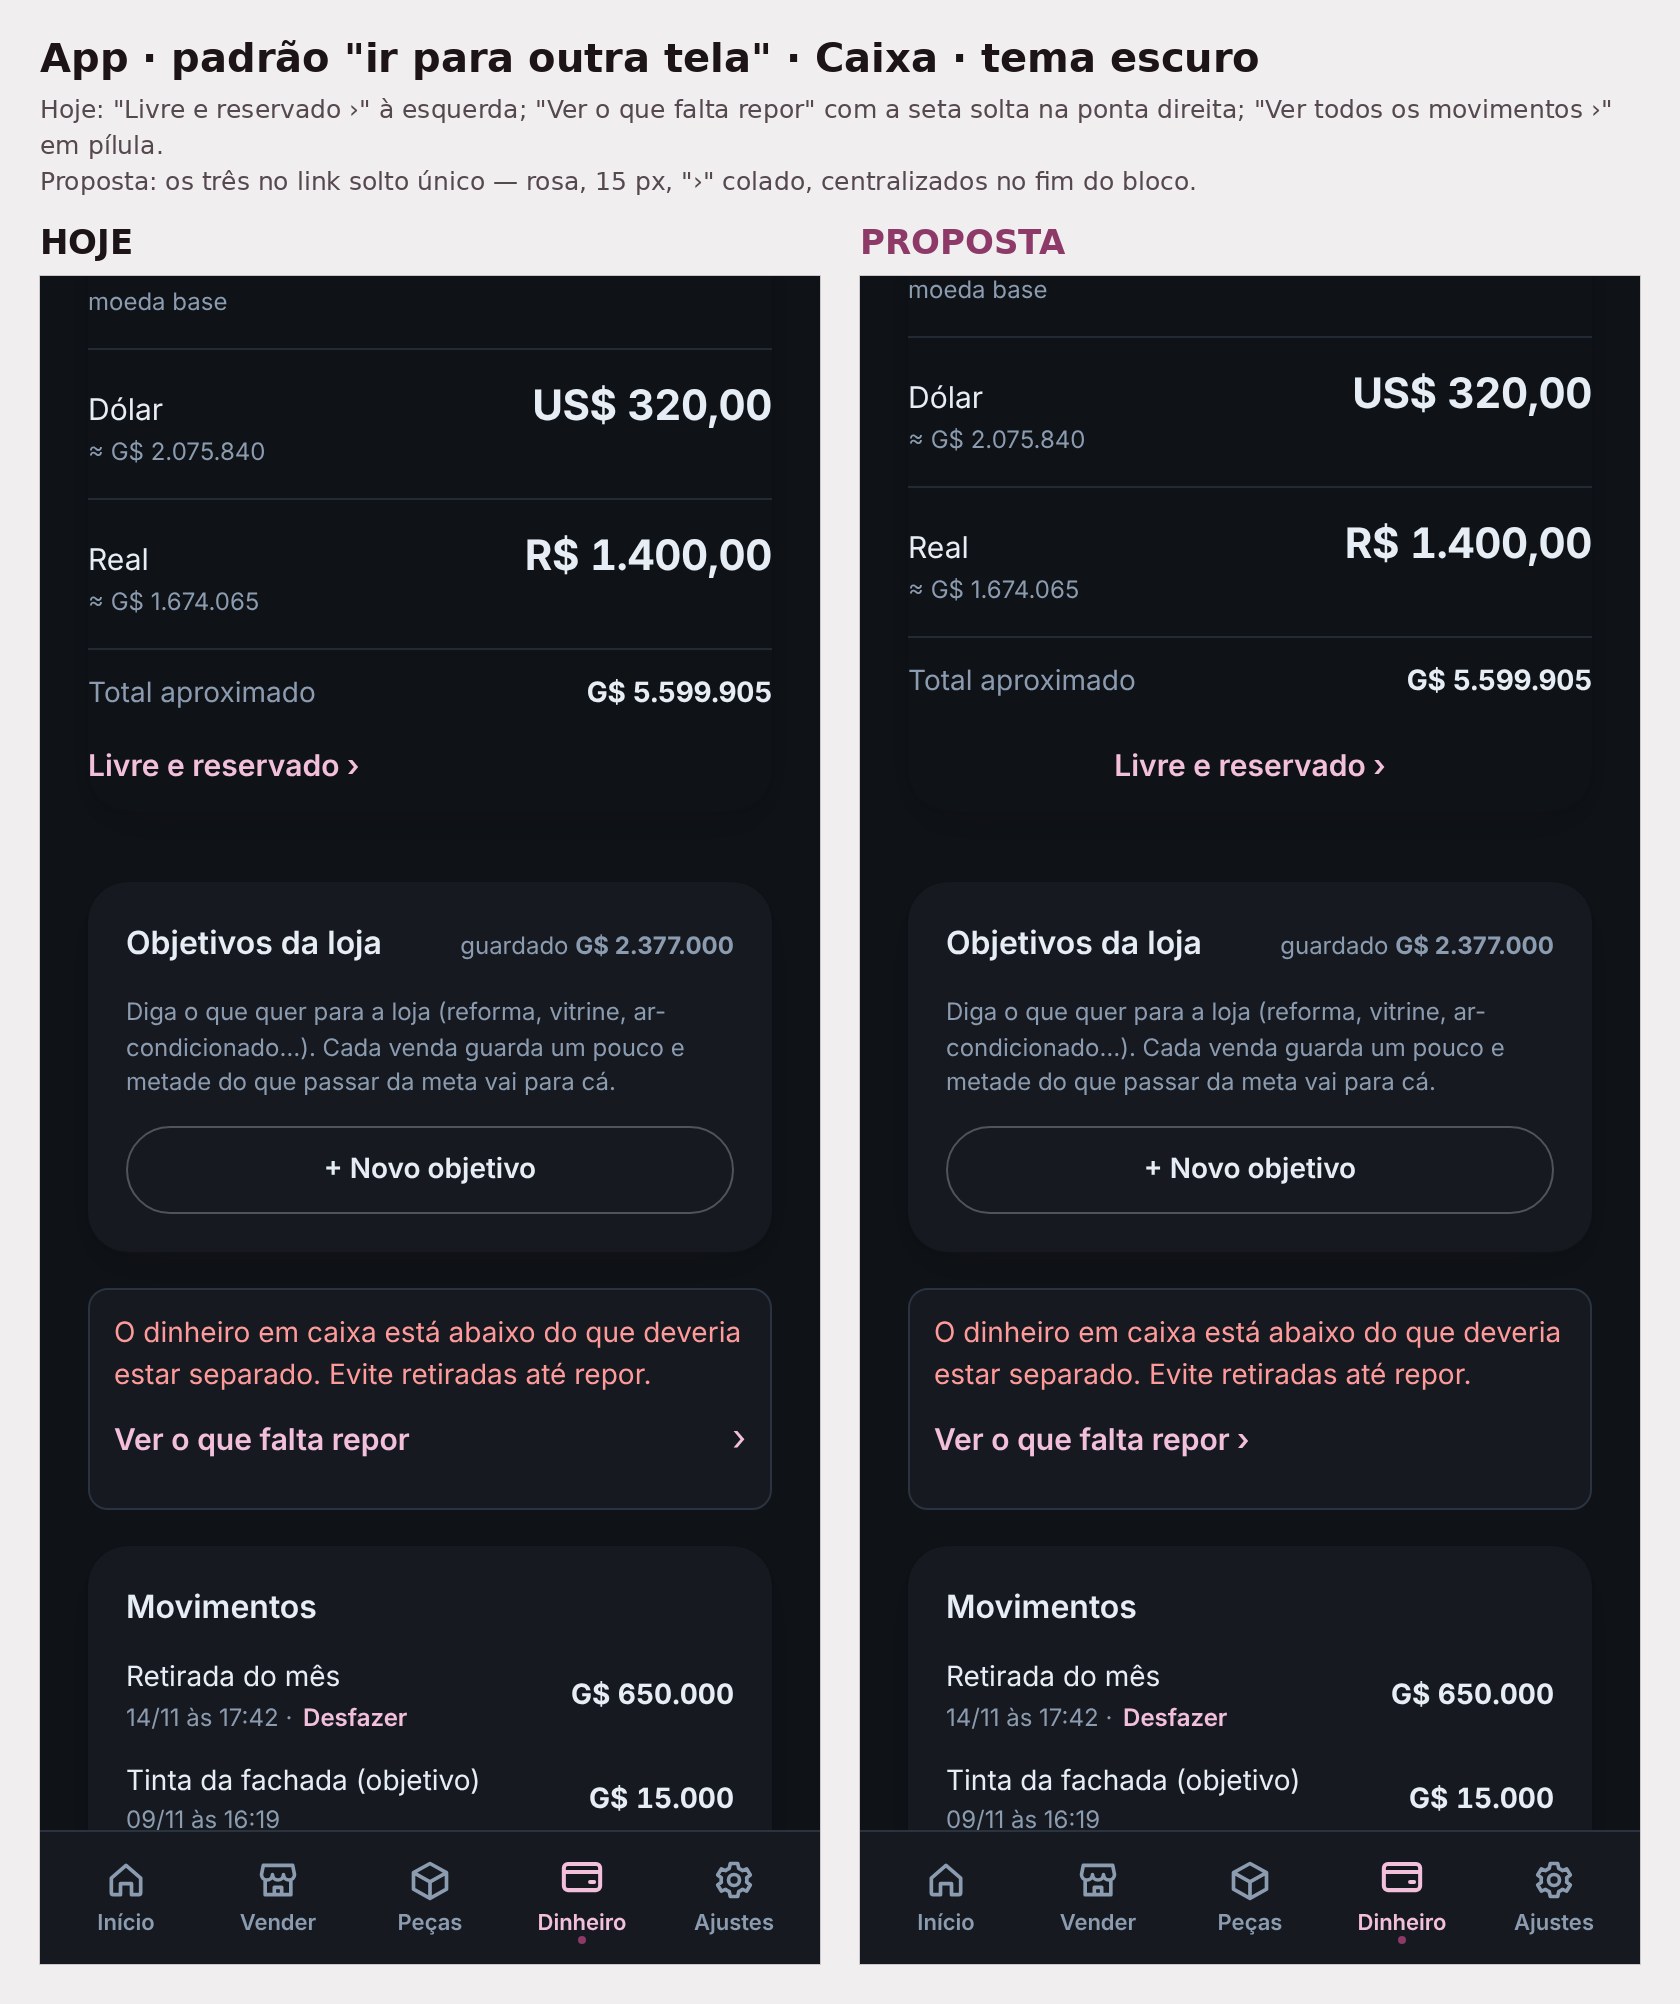 App · padrão "ir para outra tela" · Caixa · tema escuro
Hoje: "Livre e reservado ›" à esquerda; "Ver o que falta repor" com a seta solta na ponta direita; "Ver todos os movimentos ›"
em pílula.
Proposta: os três no link solto único — rosa, 15 px, "›" colado, centralizados no fim do bloco.
HOJE
moeda base
Dólar
US$ 320,00
≈ G$ 2.075.840
Real
R$ 1.400,00
≈ G$ 1.674.065
Total aproximado
G$ 5.599.905
Livre e reservado ›
Objetivos da loja
guardado G$ 2.377.000
Diga o que quer para a loja (reforma, vitrine, ar-
condicionado...). Cada venda guarda um pouco e
metade do que passar da meta vai para cá.
+ Novo objetivo
O dinheiro em caixa está abaixo do que deveria
estar separado. Evite retiradas até repor.
Ver o que falta repor ›
Movimentos
Retirada do mês
G$ 650.000
14/11 às 17:42 · Desfazer
Tinta da fachada (objetivo)
G$ 15.000
09/11 às 16:19
Início
Vender
Peças
Dinheiro
Ajustes
PROPOSTA
moeda base
Dólar
US$ 320,00
≈ G$ 2.075.840
Real
R$ 1.400,00
≈ G$ 1.674.065
Total aproximado
G$ 5.599.905
Livre e reservado ›
Objetivos da loja
guardado G$ 2.377.000
Diga o que quer para a loja (reforma, vitrine, ar-
condicionado...). Cada venda guarda um pouco e
metade do que passar da meta vai para cá.
+ Novo objetivo
O dinheiro em caixa está abaixo do que deveria
estar separado. Evite retiradas até repor.
Ver o que falta repor ›
Movimentos
Retirada do mês
G$ 650.000
14/11 às 17:42 · Desfazer
Tinta da fachada (objetivo)
G$ 15.000
09/11 às 16:19
Início
Vender
Peças
Dinheiro
Ajustes